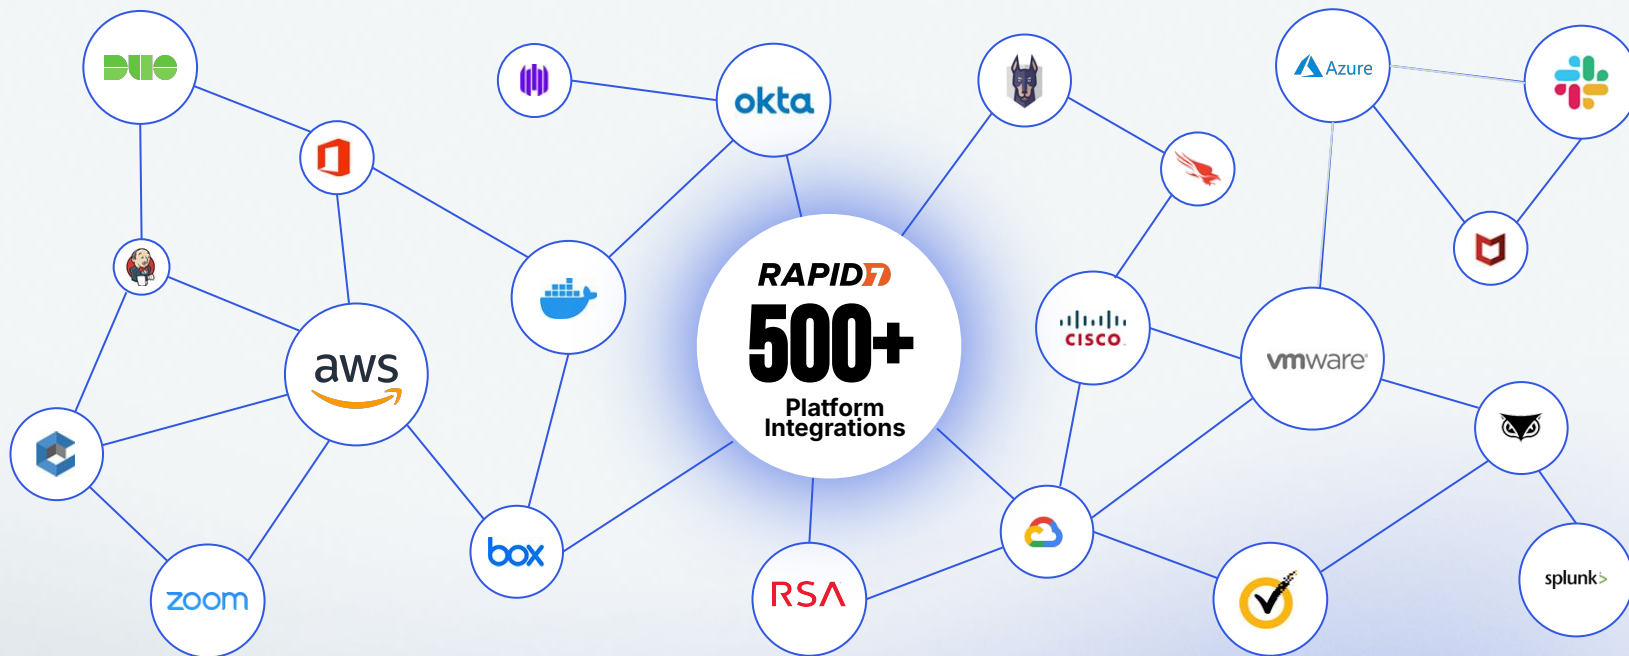 DUO
okta
Azure
RAPID7
500+
Platform
Integrations
CISCO
aws
vmware
box
zoom
RSA
splunk>